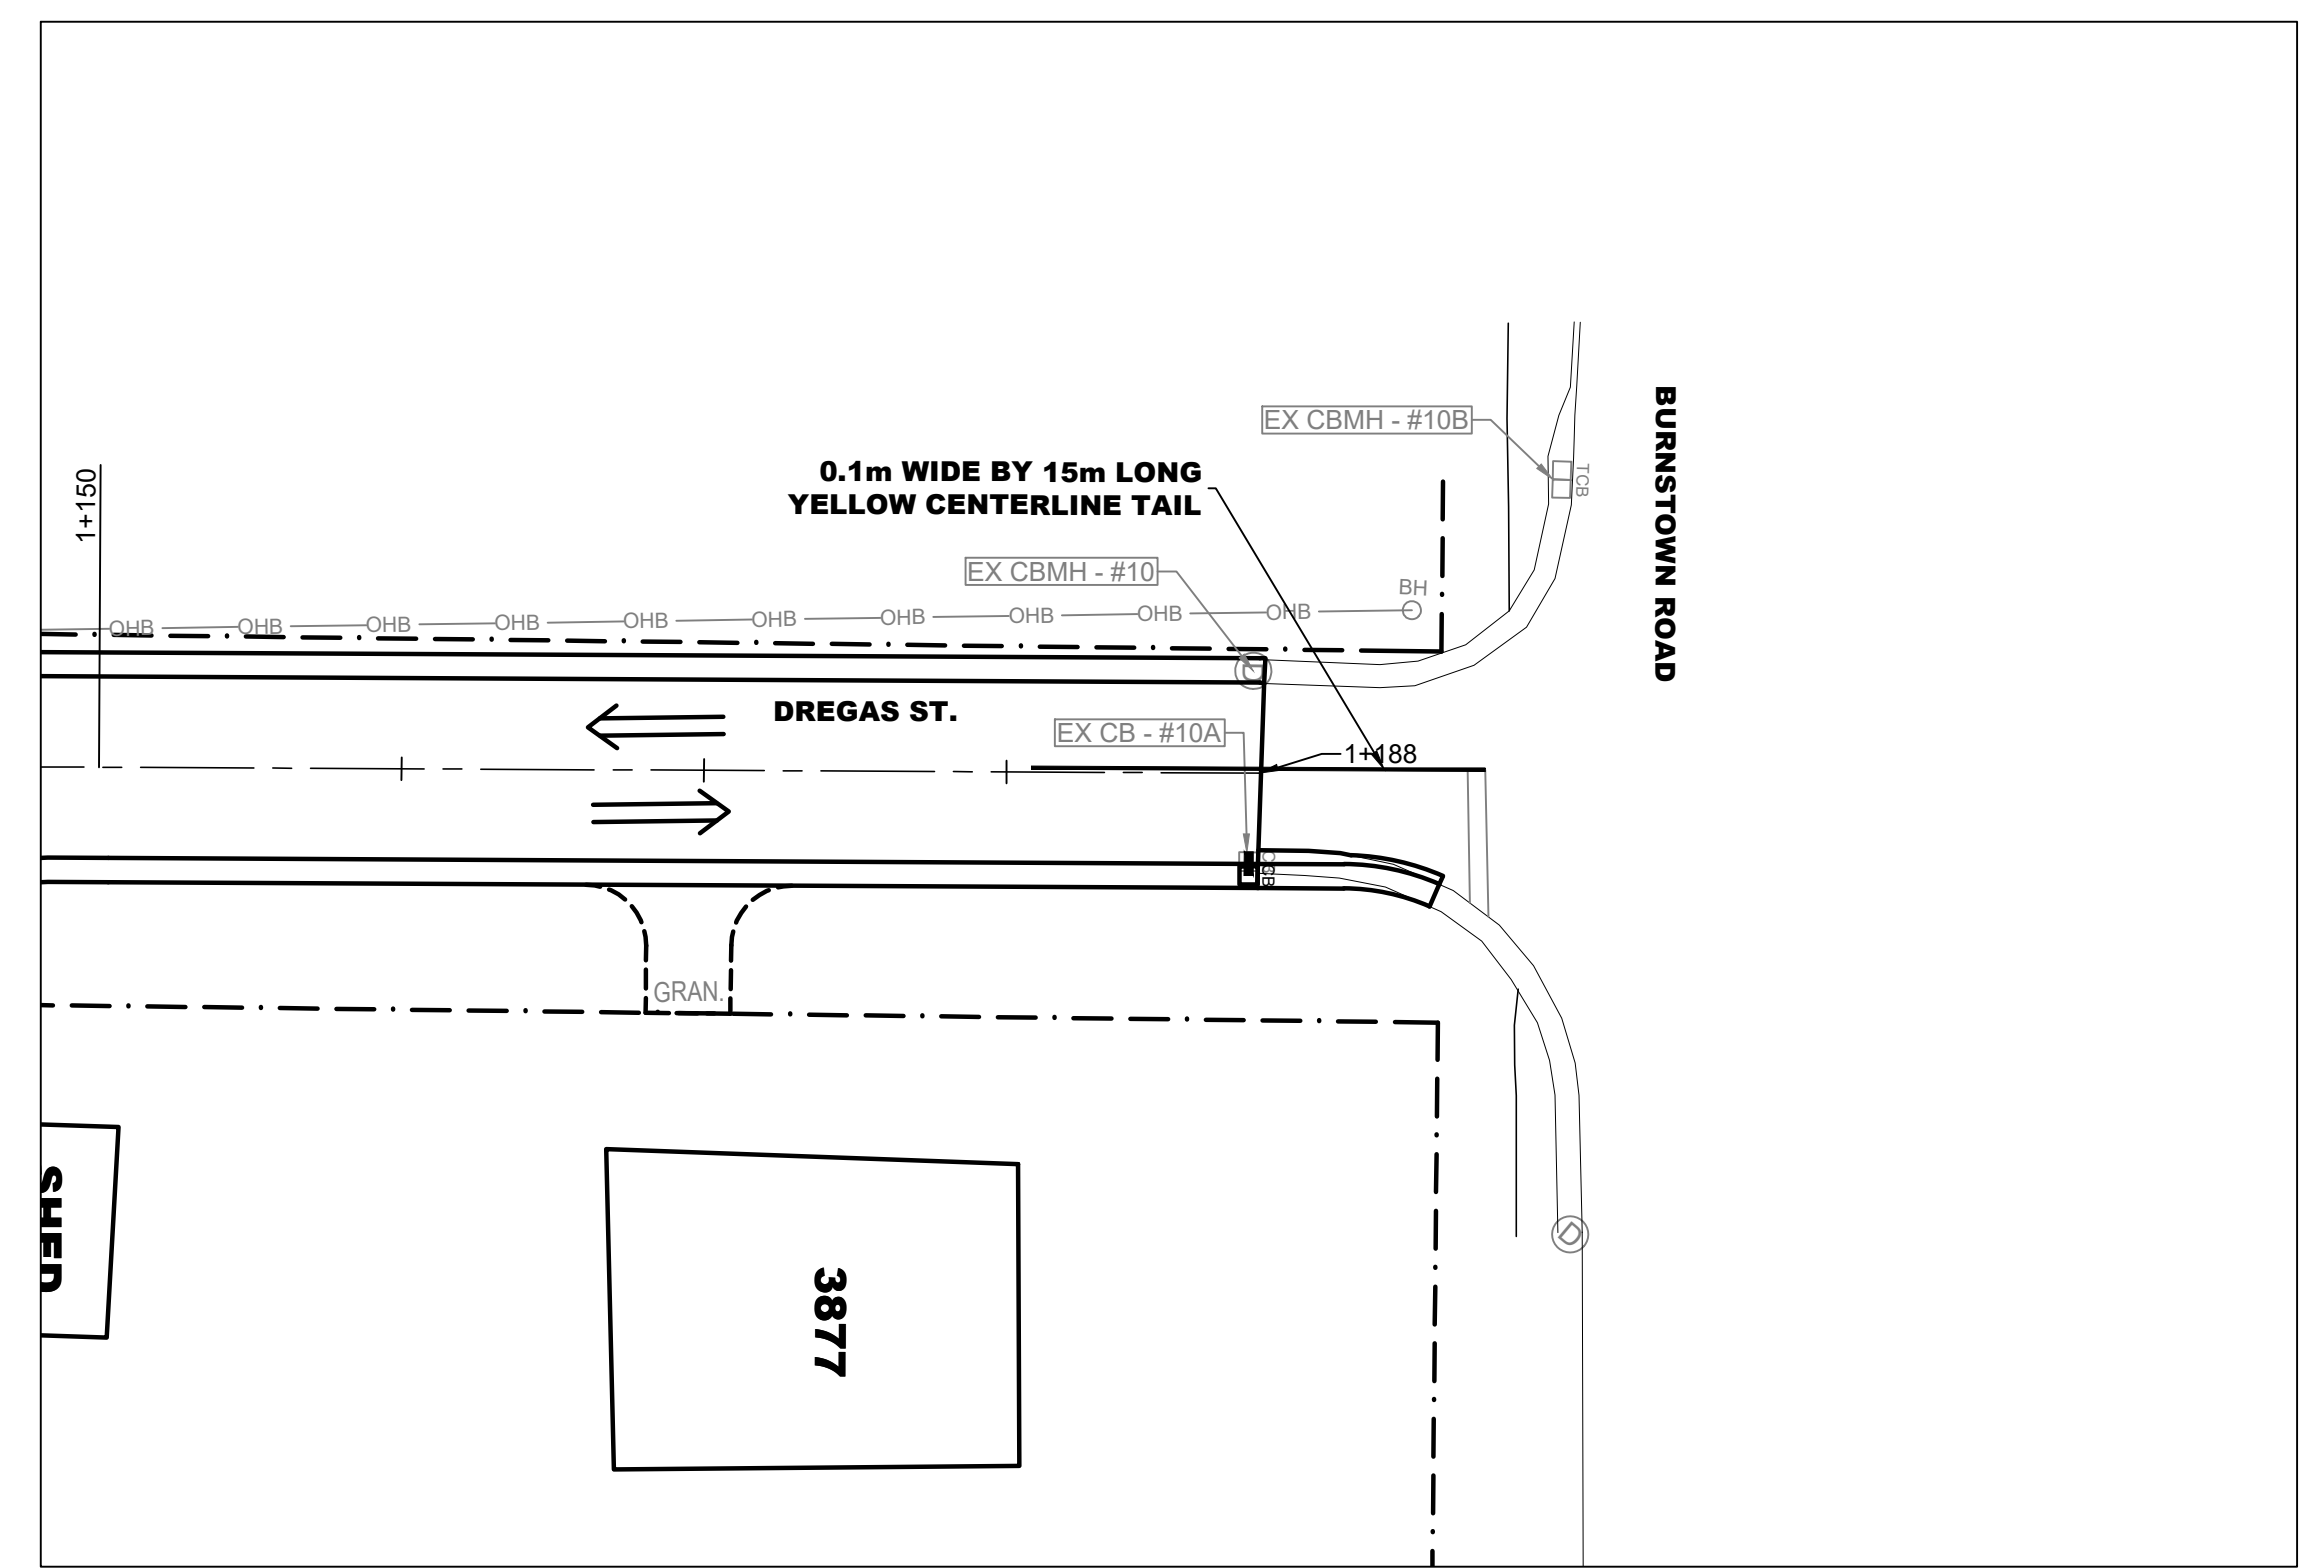 EX CBMH - #10B
TCB
BURNSTOWN ROAD
0.1m WIDE BY 15m LONG
YELLOW CENTERLINE TAIL
1+150
EX CBMH - #10
BH
OHB OHB OHB OHB OHB OHB OHB OHB OHB OHB
D
DREGAS ST.
EX CB - #10A
1+188
GRAN.
SHED
3877
D